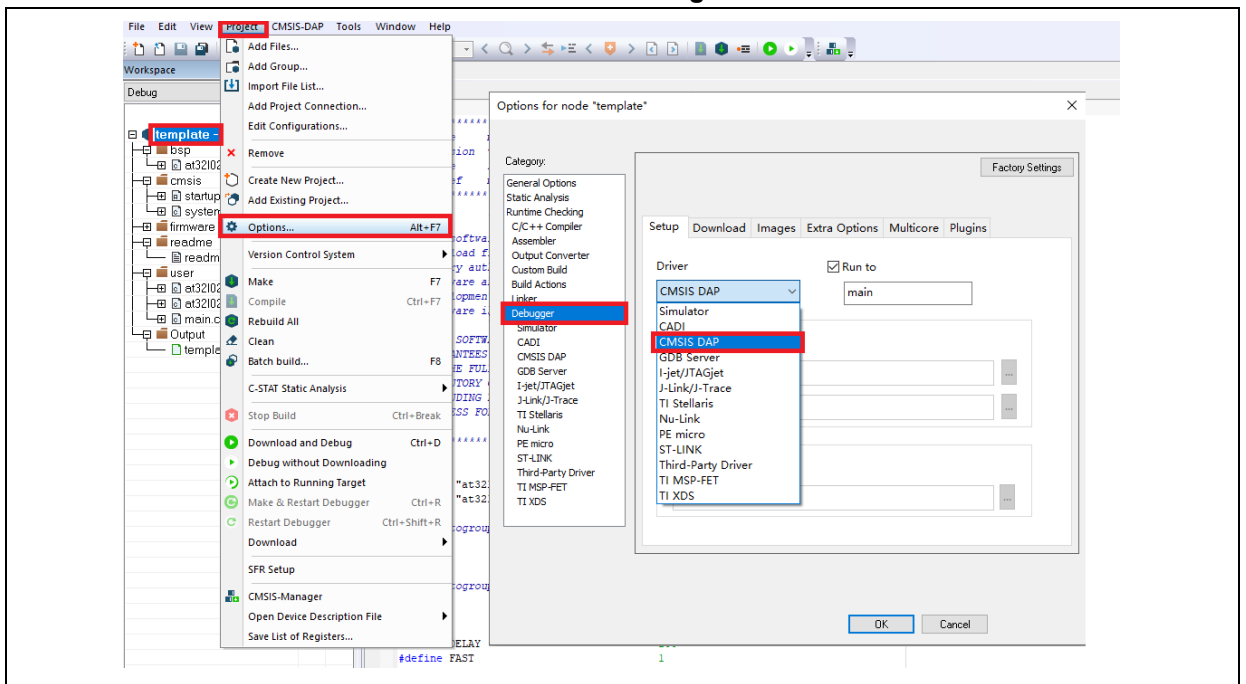 File Edit View Project CMSIS-DAP Tools Window Help
Workspace
Debug
template -
bsp
at32l02
cmsis
startup
system
firmware
readme
readm
user
at32l02
at32l02
main.c
Output
templa
Add Files...
Add Group...
Import File List...
Add Project Connection...
Edit Configurations...
Remove
Create New Project...
Add Existing Project...
Options... Alt+F7
Version Control System
Make F7
Compile Ctrl+F7
Rebuild All
Clean
Batch build... F8
C-STAT Static Analysis
Stop Build Ctrl+Break
Download and Debug Ctrl+D
Debug without Downloading
Attach to Running Target
Make & Restart Debugger Ctrl+R
Restart Debugger Ctrl+Shift+R
Download
SFR Setup
CMSIS-Manager
Open Device Description File
Save List of Registers...
"at32
"at32
ELAY
#define FAST 1
Options for node "template"
Category:
General Options
Static Analysis
Runtime Checking
C/C++ Compiler
Assembler
Output Converter
Custom Build
Build Actions
Linker
Debugger
Simulator
CADI
CMSIS DAP
GDB Server
I-jet/JTAGjet
J-Link/J-Trace
TI Stellaris
Nu-Link
PE micro
ST-LINK
Third-Party Driver
TI MSP-FET
TI XDS
Factory Settings
Setup Download Images Extra Options Multicore Plugins
Driver
Run to
CMSIS DAP
main
Simulator
CADI
CMSIS DAP
GDB Server
I-jet/JTAGjet
J-Link/J-Trace
TI Stellaris
Nu-Link
PE micro
ST-LINK
Third-Party Driver
TI MSP-FET
TI XDS
OK Cancel